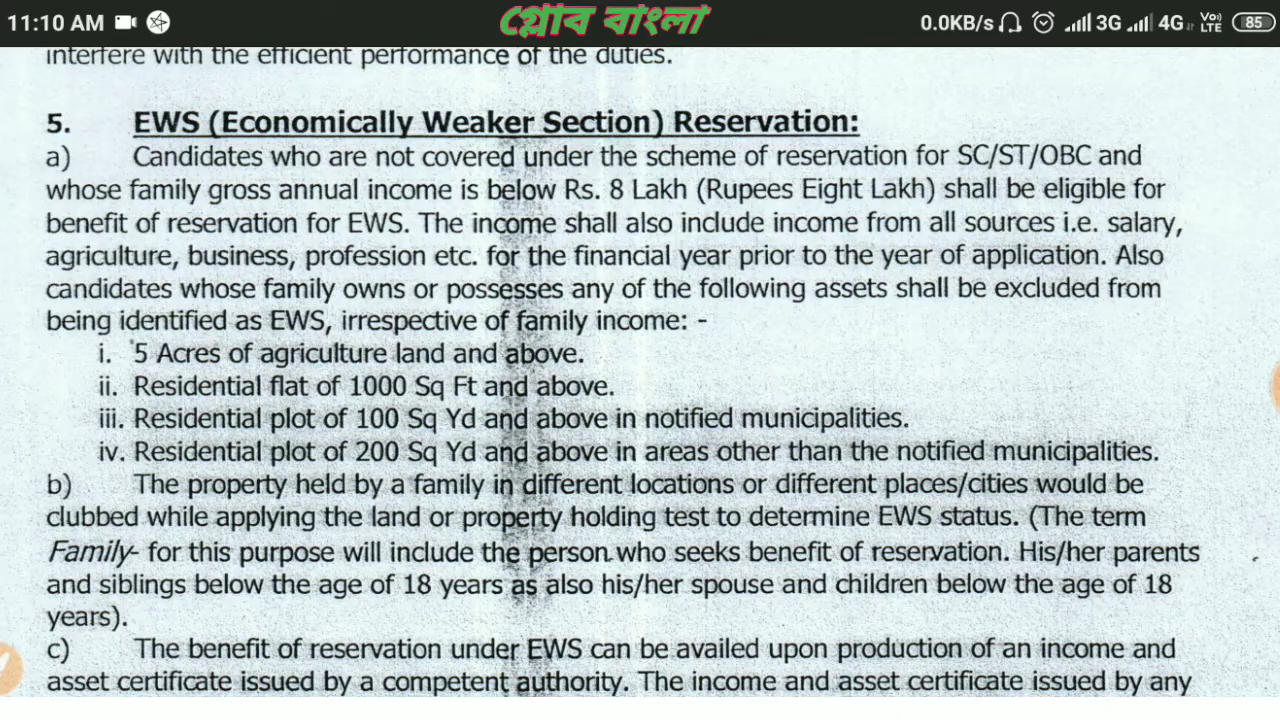 11:10 AM
গ্লোব বাংলা
0.0KB/s 3G 4G Vo) LTE 85
interfere with the efficient performance of the duties.
5. EWS (Economically Weaker Section) Reservation:
a) Candidates who are not covered under the scheme of reservation for SC/ST/OBC and
whose family gross annual income is below Rs. 8 Lakh (Rupees Eight Lakh) shall be eligible for
benefit of reservation for EWS. The income shall also include income from all sources i.e. salary,
agriculture, business, profession etc. for the financial year prior to the year of application. Also
candidates whose family owns or possesses any of the following assets shall be excluded from
being identified as EWS, irrespective of family income: -
i. 5 Acres of agriculture land and above.
ii. Residential flat of 1000 Sq Ft and above.
iii. Residential plot of 100 Sq Yd and above in notified municipalities.
iv. Residential plot of 200 Sq Yd and above in areas other than the notified municipalities.
b) The property held by a family in different locations or different places/cities would be
clubbed while applying the land or property holding test to determine EWS status. (The term
Family- for this purpose will include the person who seeks benefit of reservation. His/her parents
and siblings below the age of 18 years as also his/her spouse and children below the age of 18
years).
c) The benefit of reservation under EWS can be availed upon production of an income and
asset certificate issued by a competent authority. The income and asset certificate issued by any